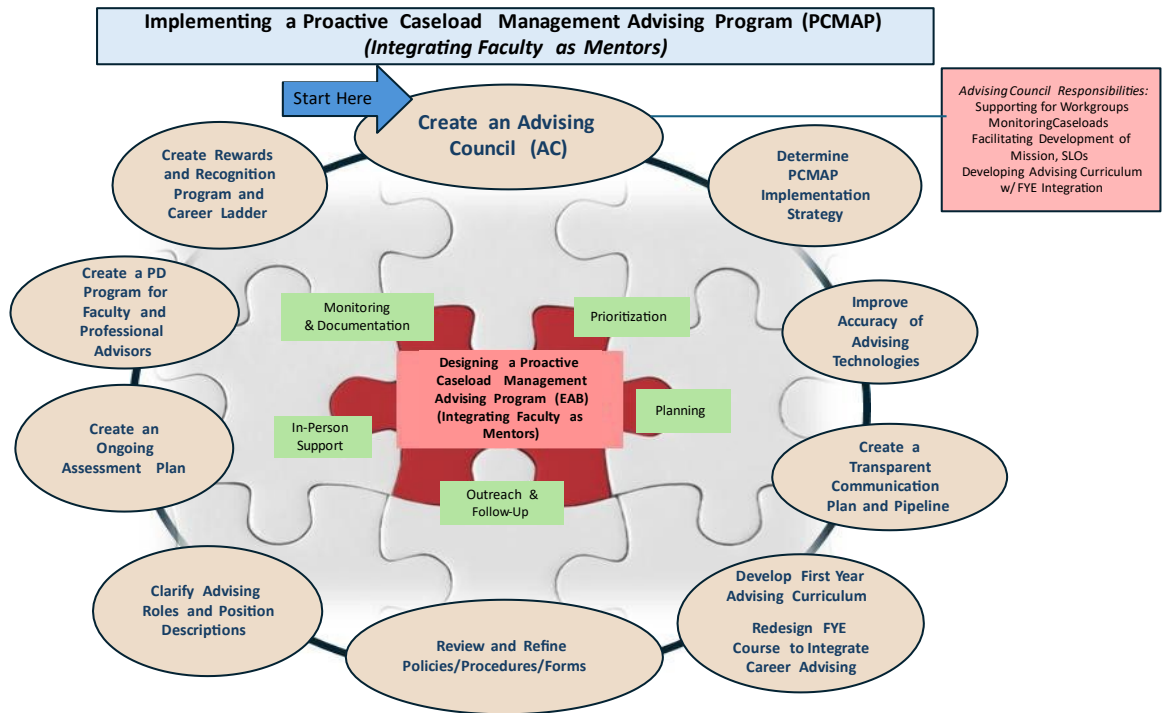 Implementing a Proactive Caseload Management Advising Program (PCMAP)
(Integrating Faculty as Mentors)
Start Here
Create an Advising
Council (AC)
Advising Council Responsibilities:
Supporting for Workgroups
MonitoringCaseloads
Facilitating Development of
Mission, SLOs
Developing Advising Curriculum
w/ FYE Integration
Determine
PCMAP
Implementation
Strategy
Improve
Accuracy of
Advising
Technologies
Create a
Transparent
Communication
Plan and Pipeline
Develop First Year
Advising Curriculum
Redesign FYE
Course to Integrate
Career Advising
Review and Refine
Policies/Procedures/Forms
Clarify Advising
Roles and Position
Descriptions
Create an
Ongoing
Assessment Plan
Create a PD
Program for
Faculty and
Professional
Advisors
Create Rewards
and Recognition
Program and
Career Ladder
Monitoring
& Documentation
Prioritization
Designing a Proactive
Caseload Management
Advising Program (EAB)
(Integrating Faculty as
Mentors)
Planning
In-Person
Support
Outreach &
Follow-Up